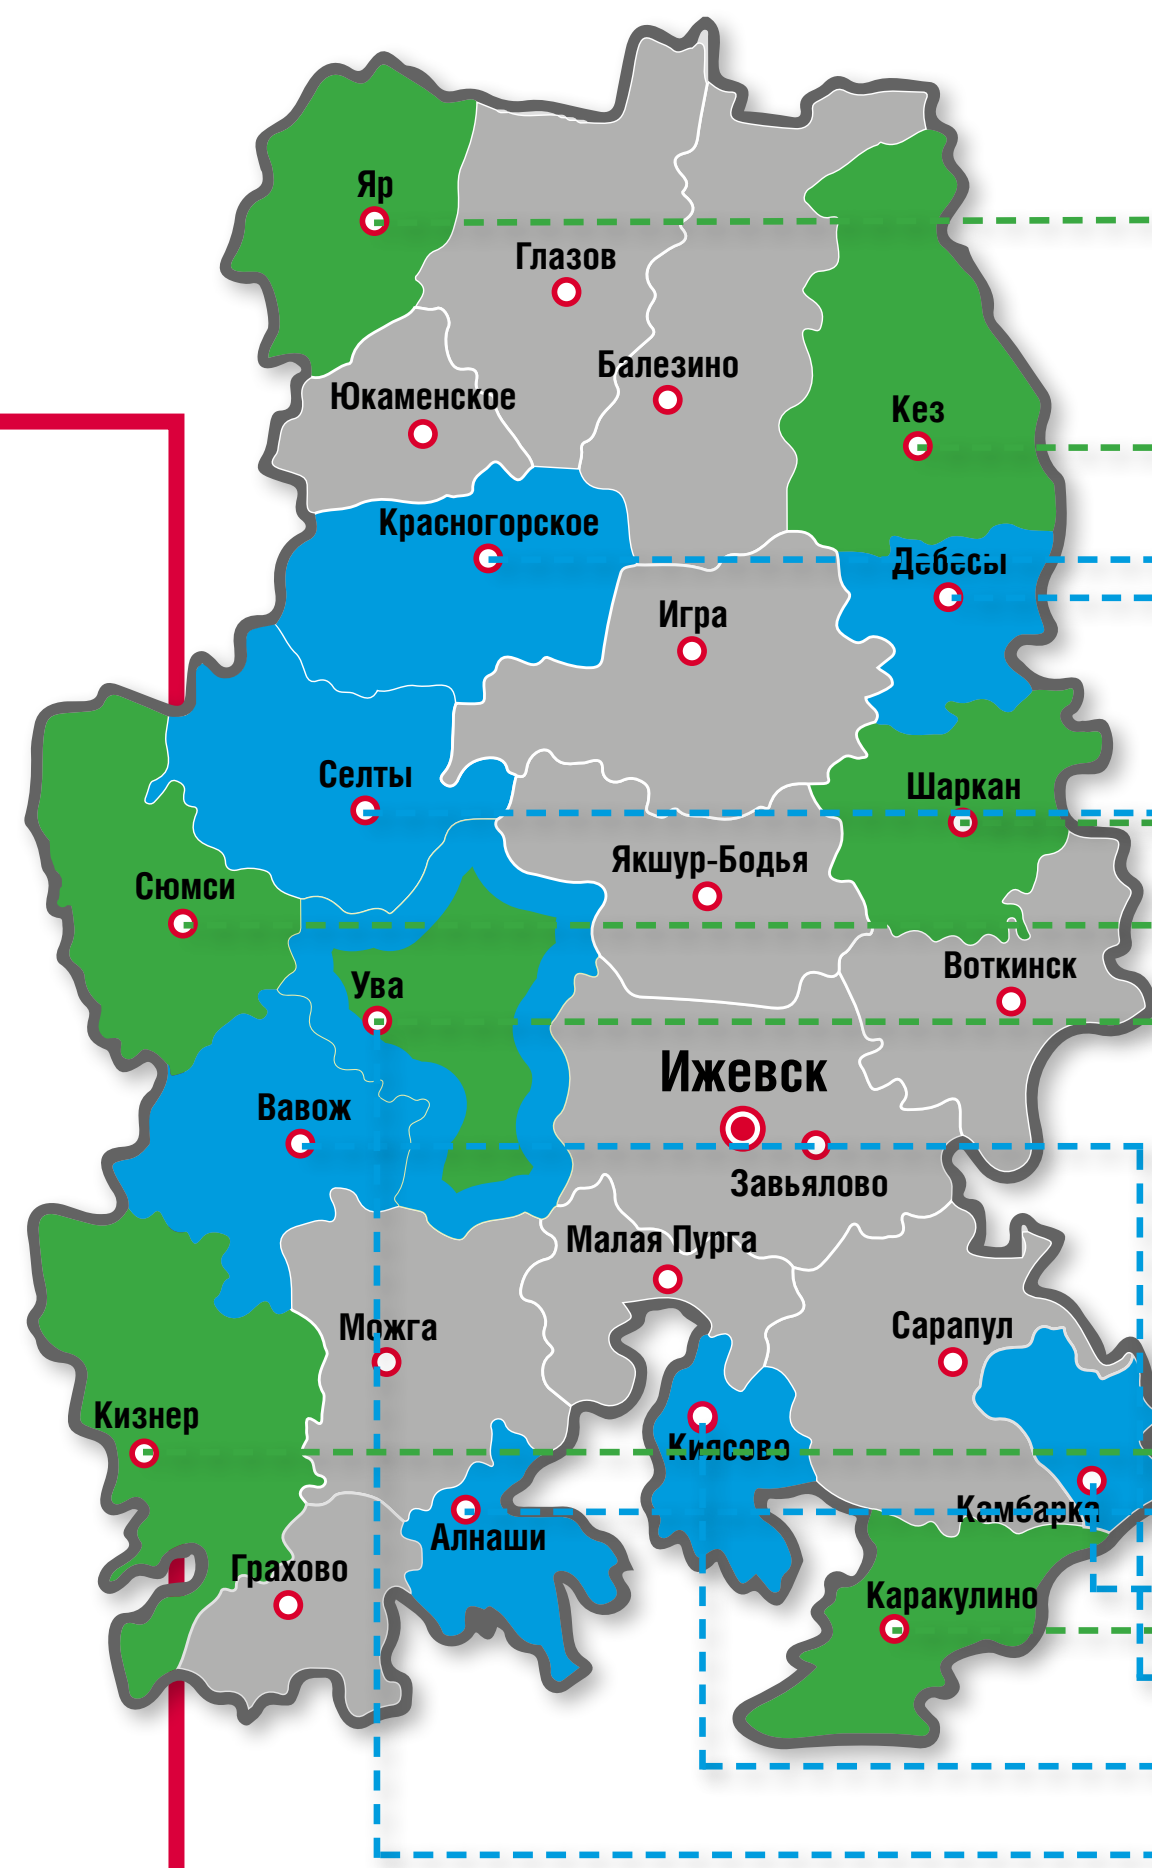 Яр
Глазов
Балезино
Юкаменское
Кез
Красногорское
Дебесы
Игра
Селты
Шаркан
Якшур-Бодья
Сюмси
Воткинск
Ува
Ижевск
Вавож
Завьялово
Малая Пурга
Можга
Сарапул
Кизнер
Киясово
Камбарка
Алнаши
Грахово
Каракулино